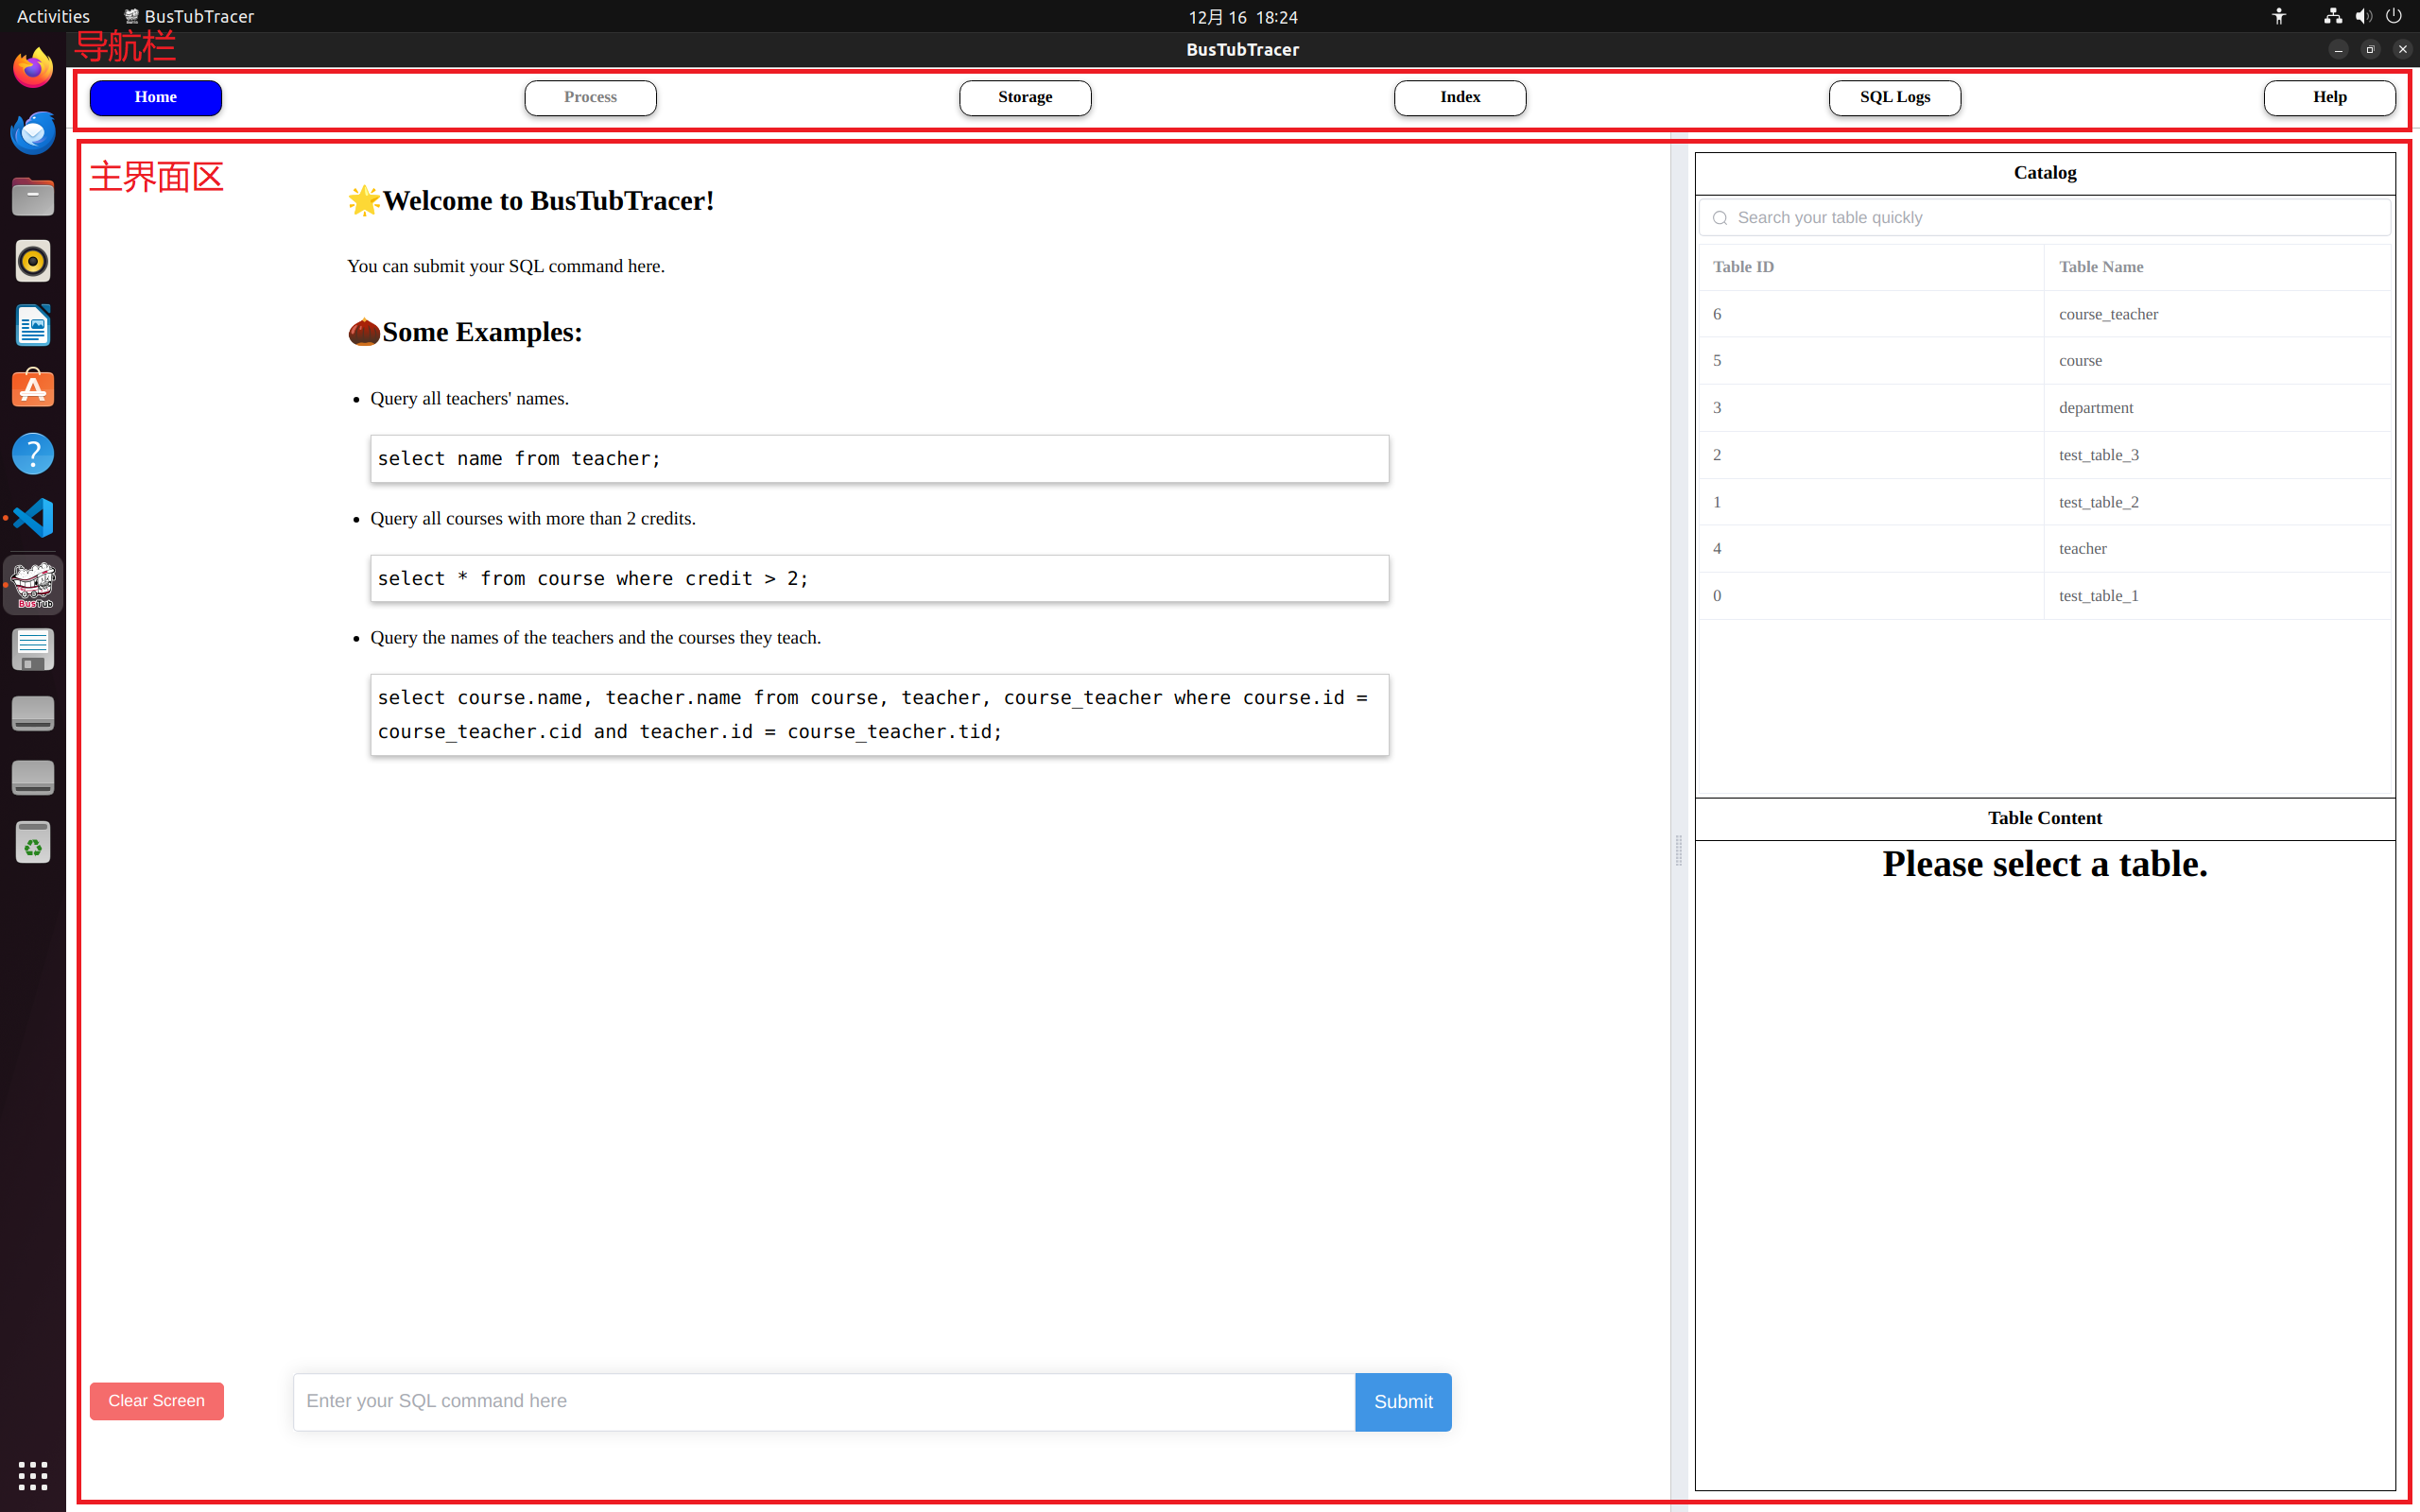 Activities BusTubTracer 12月 16 18:24
导航栏
BusTubTracer
Home Process Storage Index SQL Logs Help
主界面区
🌟Welcome to BusTubTracer!
You can submit your SQL command here.
🌰Some Examples:
• Query all teachers' names.
select name from teacher;
• Query all courses with more than 2 credits.
select * from course where credit > 2;
• Query the names of the teachers and the courses they teach.
select course.name, teacher.name from course, teacher, course_teacher where course.id =
course_teacher.cid and teacher.id = course_teacher.tid;
Clear Screen
Enter your SQL command here
Submit
Catalog
Search your table quickly
Table ID Table Name
6 course_teacher
5 course
3 department
2 test_table_3
1 test_table_2
4 teacher
0 test_table_1
Table Content
Please select a table.
BusTub